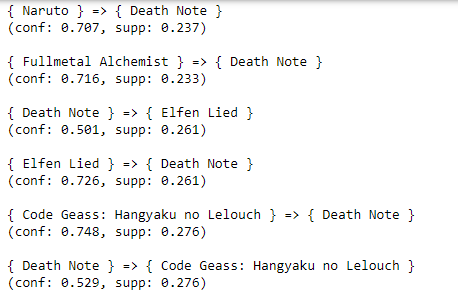 { Naruto } => { Death Note }
(conf: 0.707, supp: 0.237)
{ Fullmetal Alchemist } => { Death Note }
(conf: 0.716, supp: 0.233)
{ Death Note } => { Elfen Lied }
(conf: 0.501, supp: 0.261)
{ Elfen Lied } => { Death Note }
(conf: 0.726, supp: 0.261)
{ Code Geass: Hangyaku no Lelouch } => { Death Note }
(conf: 0.748, supp: 0.276)
{ Death Note } => { Code Geass: Hangyaku no Lelouch }
(conf: 0.529, supp: 0.276)